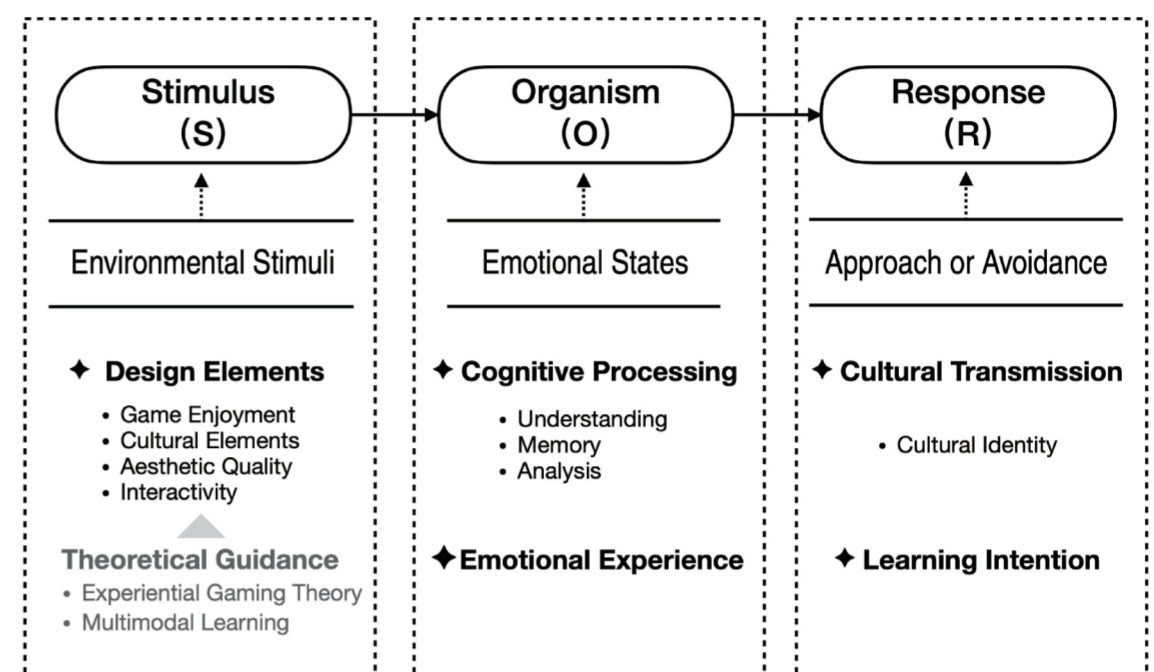 Stimulus
(S)
Environmental Stimuli
✦ Design Elements
• Game Enjoyment
• Cultural Elements
• Aesthetic Quality
• Interactivity
Theoretical Guidance
• Experiential Gaming Theory
• Multimodal Learning
Organism
(O)
Emotional States
✦ Cognitive Processing
• Understanding
• Memory
• Analysis
✦ Emotional Experience
Response
(R)
Approach or Avoidance
✦ Cultural Transmission
• Cultural Identity
✦ Learning Intention